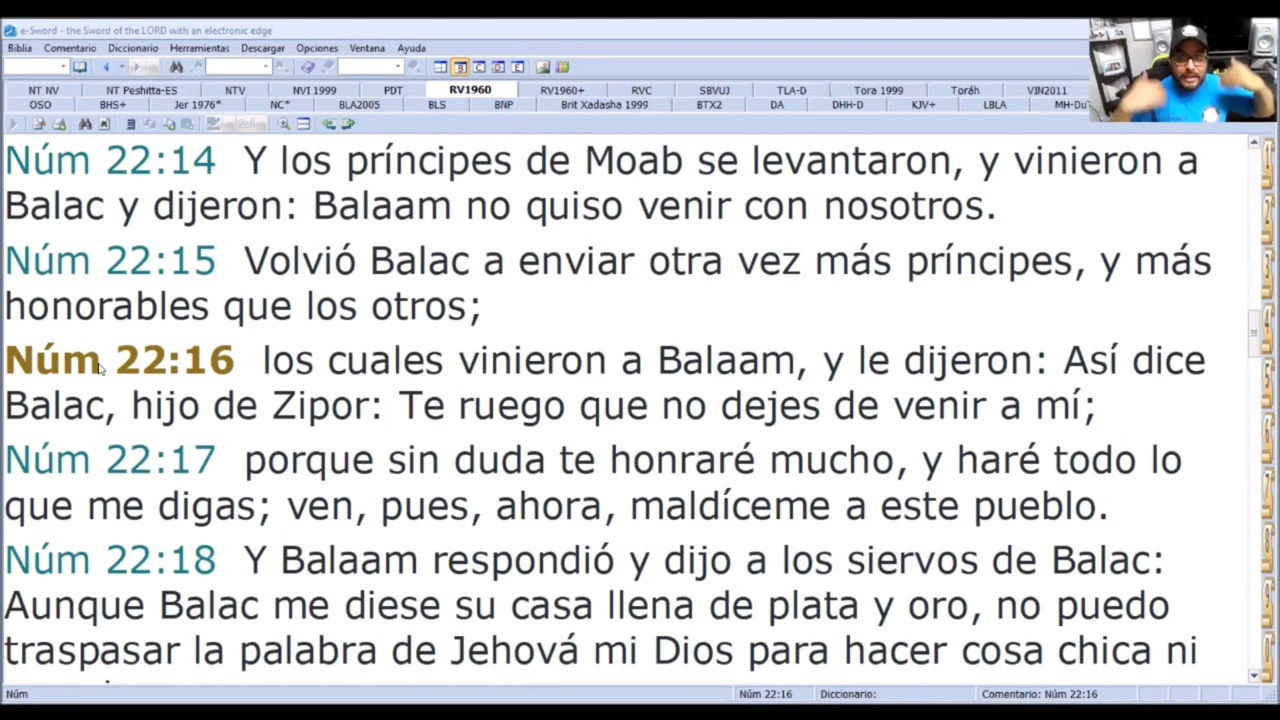 e-Sword - the Sword of the LORD with an electronic edge
Biblia Comentario Diccionario Herramientas Descargar Opciones Ventana Ayuda
NT NV NT Peshitta-ES NTV NVI 1999 PDT RV1960 RV1960+ RVC SBVUJ TLA-D Tora 1999 Toráh VIN2011
OSO BHS+ Jer 1976* NC* BLA2005 BLS BNP Brit Xadasha 1999 BTX2 DA DHH-D KJV+ LBLA MH-DuT
Núm 22:14 Y los príncipes de Moab se levantaron, y vinieron a
Balac y dijeron: Balaam no quiso venir con nosotros.
Núm 22:15 Volvió Balac a enviar otra vez más príncipes, y más
honorables que los otros;
Núm 22:16 los cuales vinieron a Balaam, y le dijeron: Así dice
Balac, hijo de Zipor: Te ruego que no dejes de venir a mí;
Núm 22:17 porque sin duda te honraré mucho, y haré todo lo
que me digas; ven, pues, ahora, maldíceme a este pueblo.
Núm 22:18 Y Balaam respondió y dijo a los siervos de Balac:
Aunque Balac me diese su casa llena de plata y oro, no puedo
traspasar la palabra de Jehová mi Dios para hacer cosa chica ni
Núm Núm 22:16 Diccionario: Comentario: Núm 22:16